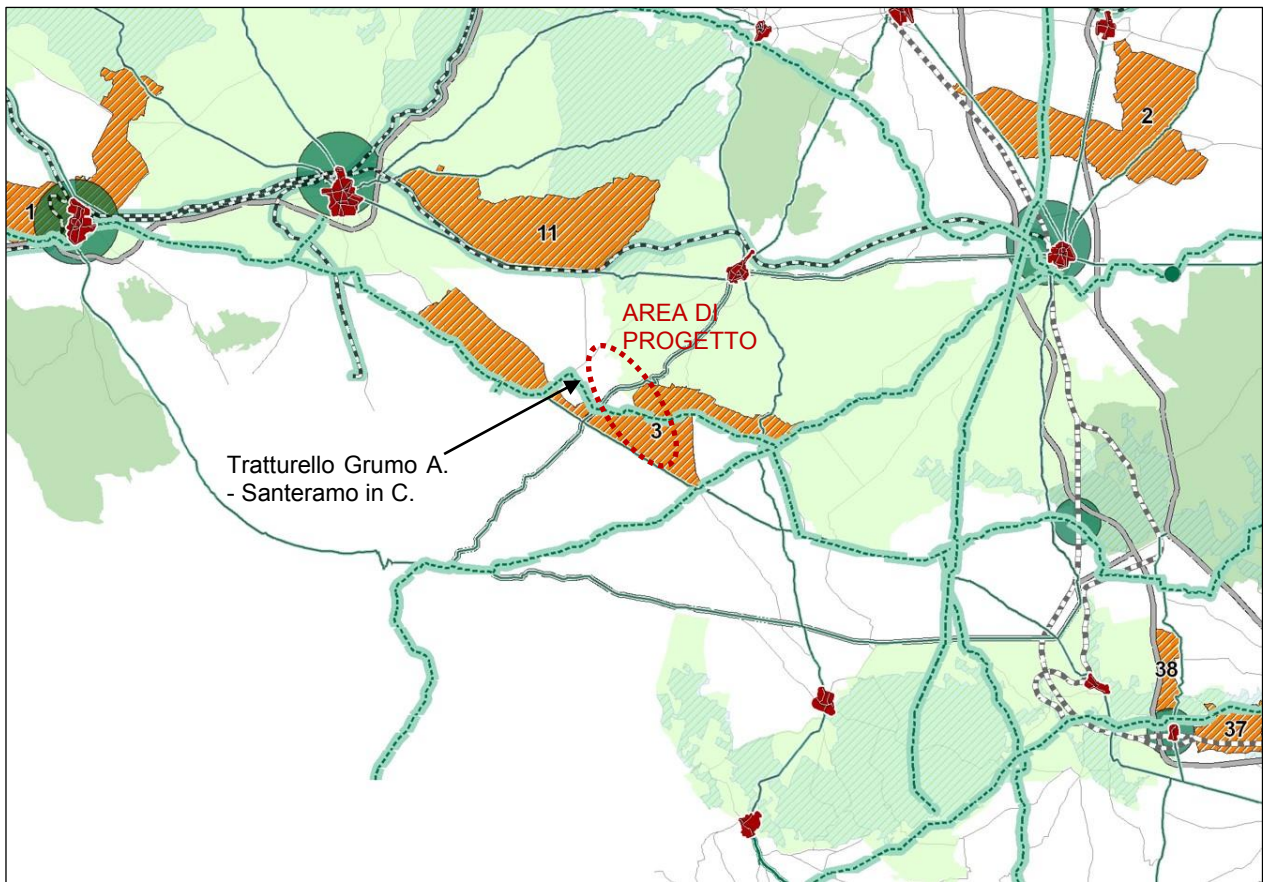 2
1
11
AREA DI
PROGETTO
3
Tratturello Grumo A.
- Santeramo in C.
38
37